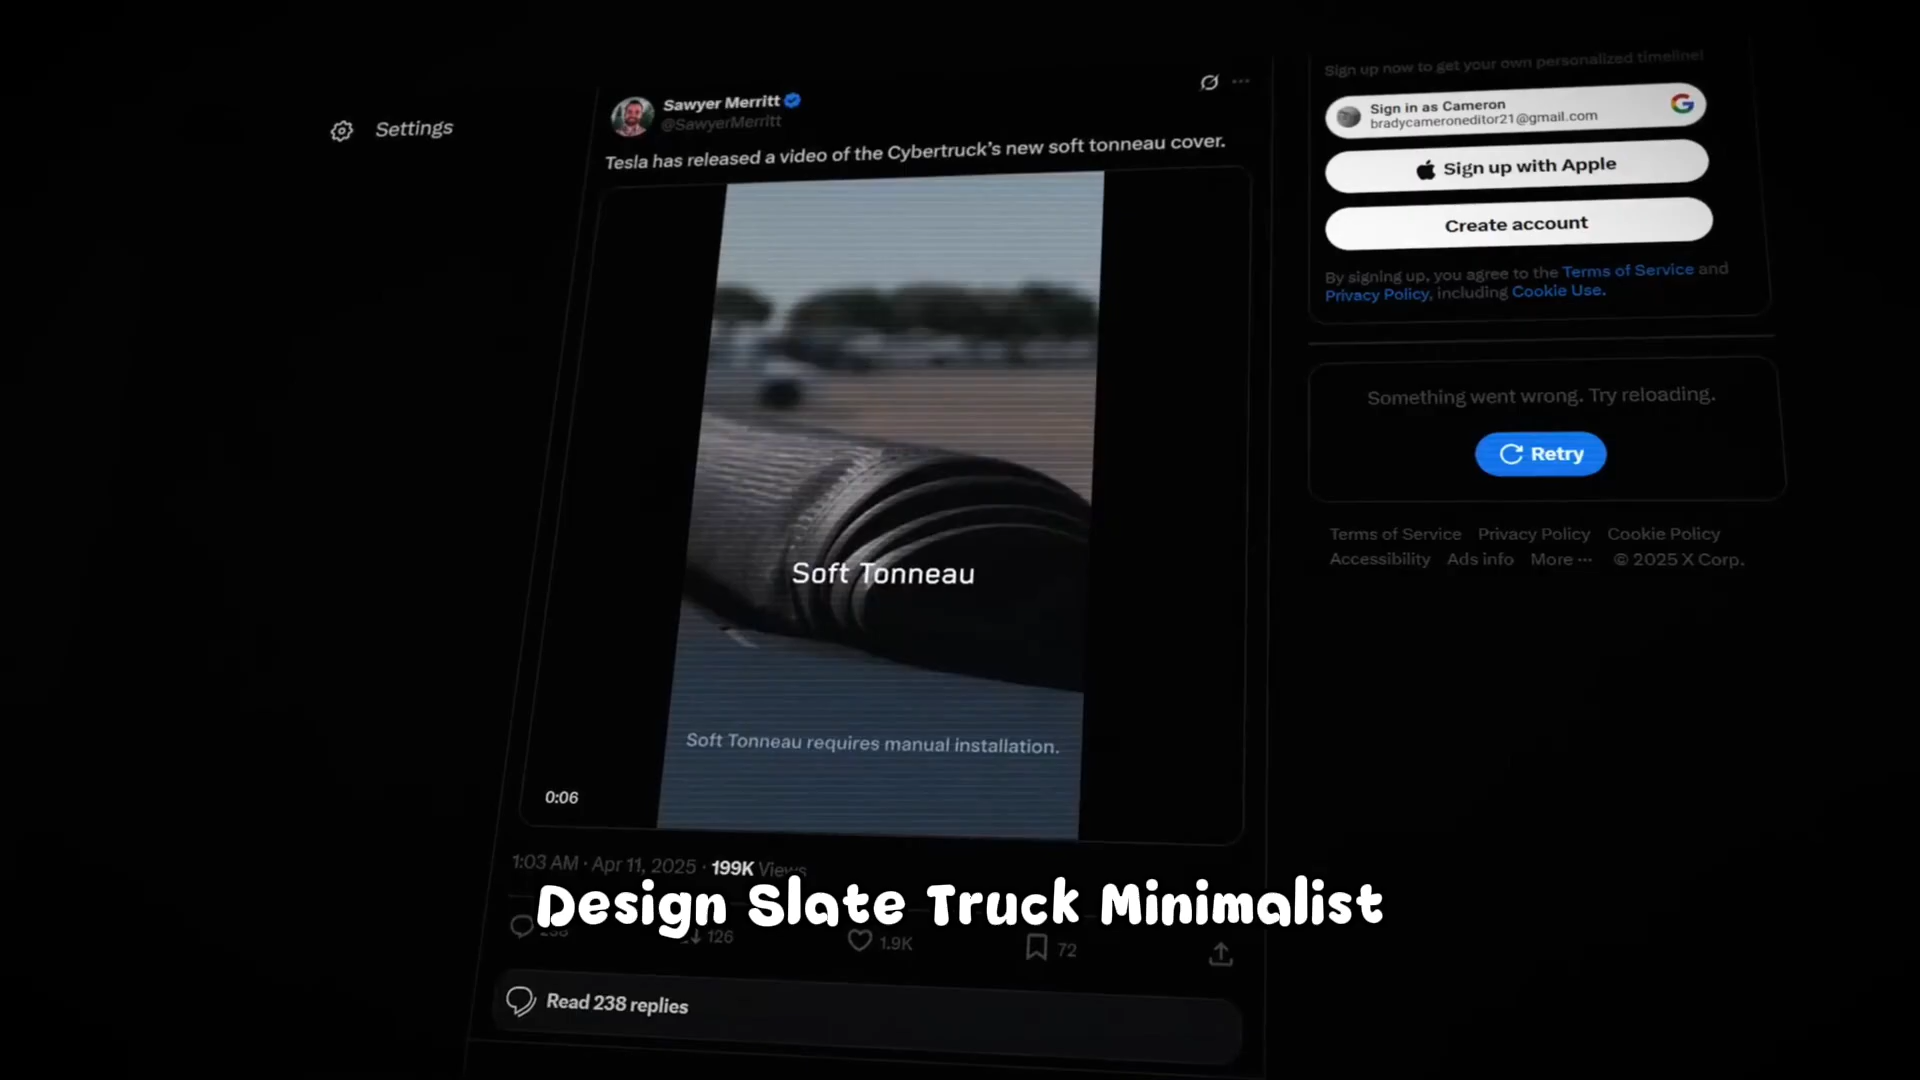 Settings
Sawyer Merritt
@SawyerMerritt
Tesla has released a video of the Cybertruck's new soft tonneau cover.
Soft Tonneau
Soft Tonneau requires manual installation.
0:06
1:03 AM · Apr 11, 2025 · 199K Views
Design Slate Truck Minimalist
238
126
1.9K
72
Read 238 replies
Sign up now to get your own personalized timeline!
Sign in as Cameron
bradycameroneditor21@gmail.com
Sign up with Apple
Create account
By signing up, you agree to the Terms of Service and
Privacy Policy, including Cookie Use.
Something went wrong. Try reloading.
Retry
Terms of Service Privacy Policy Cookie Policy
Accessibility Ads info More ··· © 2025 X Corp.